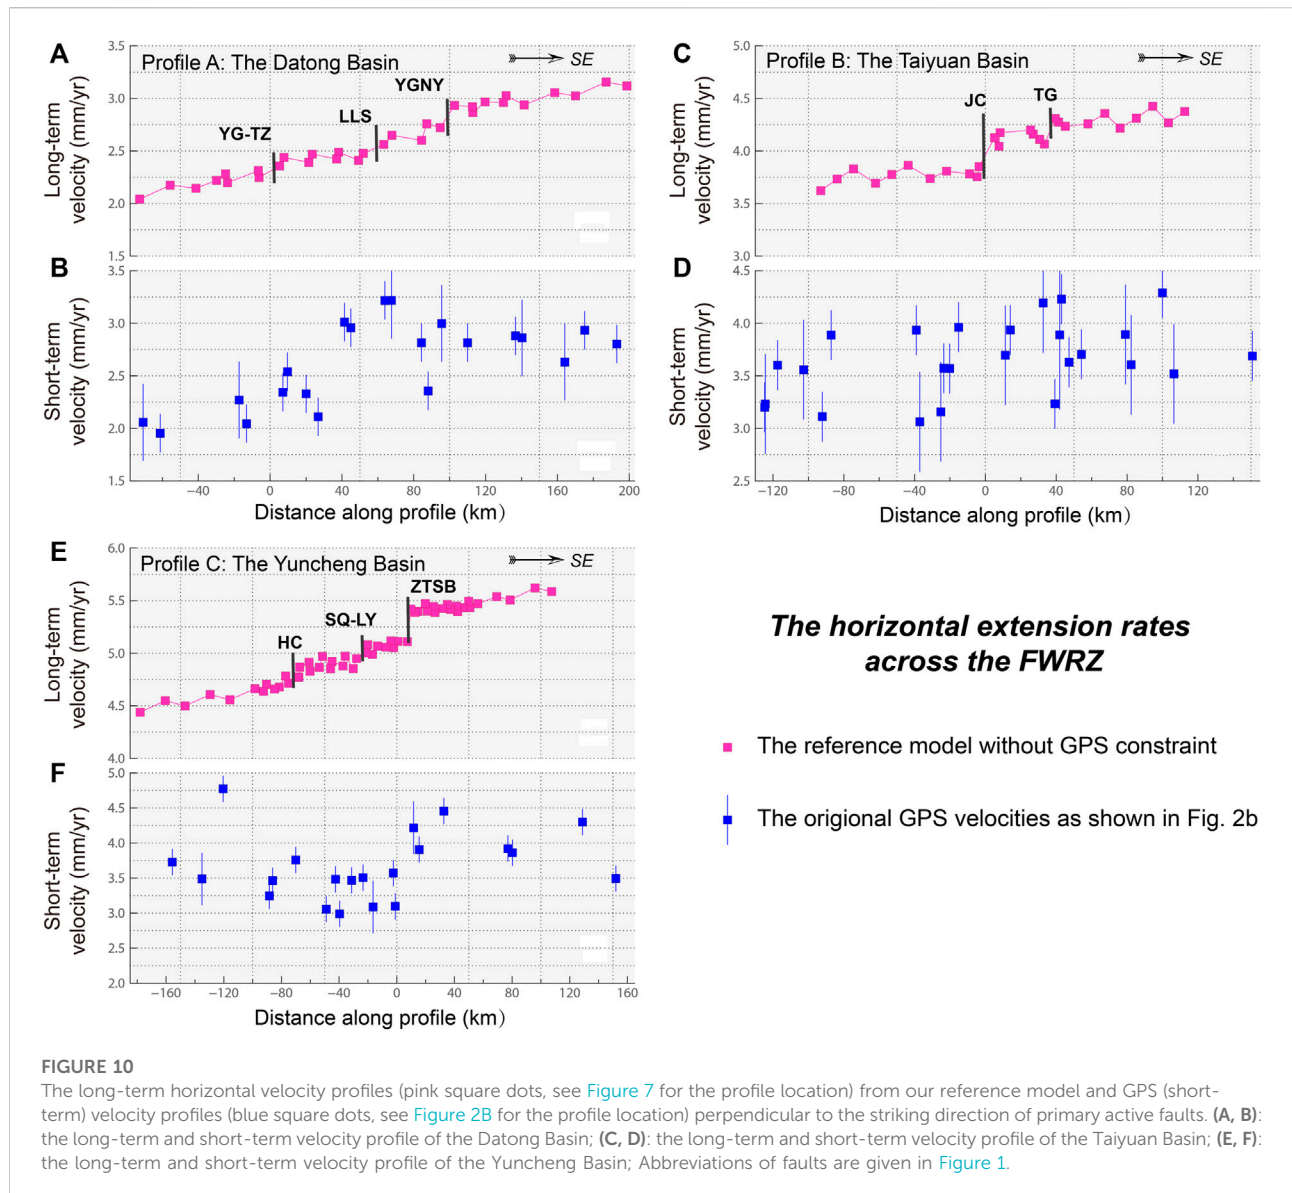 A
Profile A: The Datong Basin
SE
Long-term
velocity (mm/yr)
3.5
3.0
2.5
2.0
1.5
YG-TZ
LLS
YGNY
B
Short-term
velocity (mm/yr)
3.5
3.0
2.5
2.0
1.5
−40
0
40
80
120
160
200
Distance along profile (km)
C
Profile B: The Taiyuan Basin
SE
Long-term
velocity (mm/yr)
5.0
4.5
4.0
3.5
3.0
JC
TG
D
Short-term
velocity (mm/yr)
4.5
4.0
3.5
3.0
2.5
−120
−80
−40
0
40
80
120
Distance along profile (km)
E
Profile C: The Yuncheng Basin
SE
Long-term
velocity (mm/yr)
6.0
5.5
5.0
4.5
4.0
HC
SQ-LY
ZTSB
F
Short-term
velocity (mm/yr)
5.0
4.5
4.0
3.5
3.0
2.5
2.0
−160
−120
−80
−40
0
40
80
120
160
Distance along profile (km)
The horizontal extension rates
across the FWRZ
The reference model without GPS constraint
The origional GPS velocities as shown in Fig. 2b
FIGURE 10
The long-term horizontal velocity profiles (pink square dots, see Figure 7 for the profile location) from our reference model and GPS (short-
term) velocity profiles (blue square dots, see Figure 2B for the profile location) perpendicular to the striking direction of primary active faults. (A, B):
the long-term and short-term velocity profile of the Datong Basin; (C, D): the long-term and short-term velocity profile of the Taiyuan Basin; (E, F):
the long-term and short-term velocity profile of the Yuncheng Basin; Abbreviations of faults are given in Figure 1.